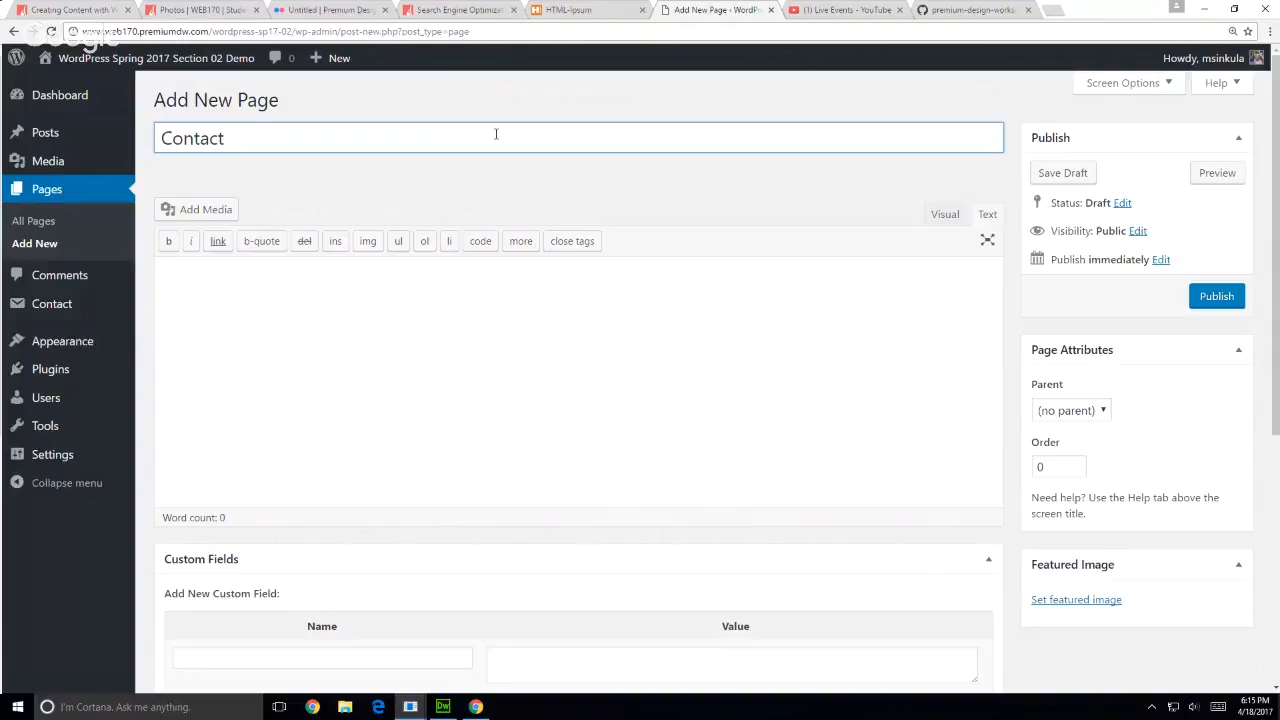 Creating Content with W
Photos | WEB170 | Stude
Untitled | Premium Desi
Search Engine Optimizat
HTML-Ipsum
Add New Page ‹ WordPre
(1) Live Events - YouTube
premium-design-works
web170.premiumdw.com/wordpress-sp17-02/wp-admin/post-new.php?post_type=page
Google
WordPress Spring 2017 Section 02 Demo
0
New
Howdy, msinkula
Dashboard
Posts
Media
Pages
All Pages
Add New
Comments
Contact
Appearance
Plugins
Users
Tools
Settings
Collapse menu
Screen Options
Help
Add New Page
Contact
Add Media
Visual
Text
b
i
link
b-quote
del
ins
img
ul
ol
li
code
more
close tags
Word count: 0
Custom Fields
Add New Custom Field:
Name
Value
Publish
Save Draft
Preview
Status: Draft Edit
Visibility: Public Edit
Publish immediately Edit
Publish
Page Attributes
Parent
(no parent)
Order
0
Need help? Use the Help tab above the
screen title.
Featured Image
Set featured image
I'm Cortana. Ask me anything.
Dw
6:15 PM
4/18/2017